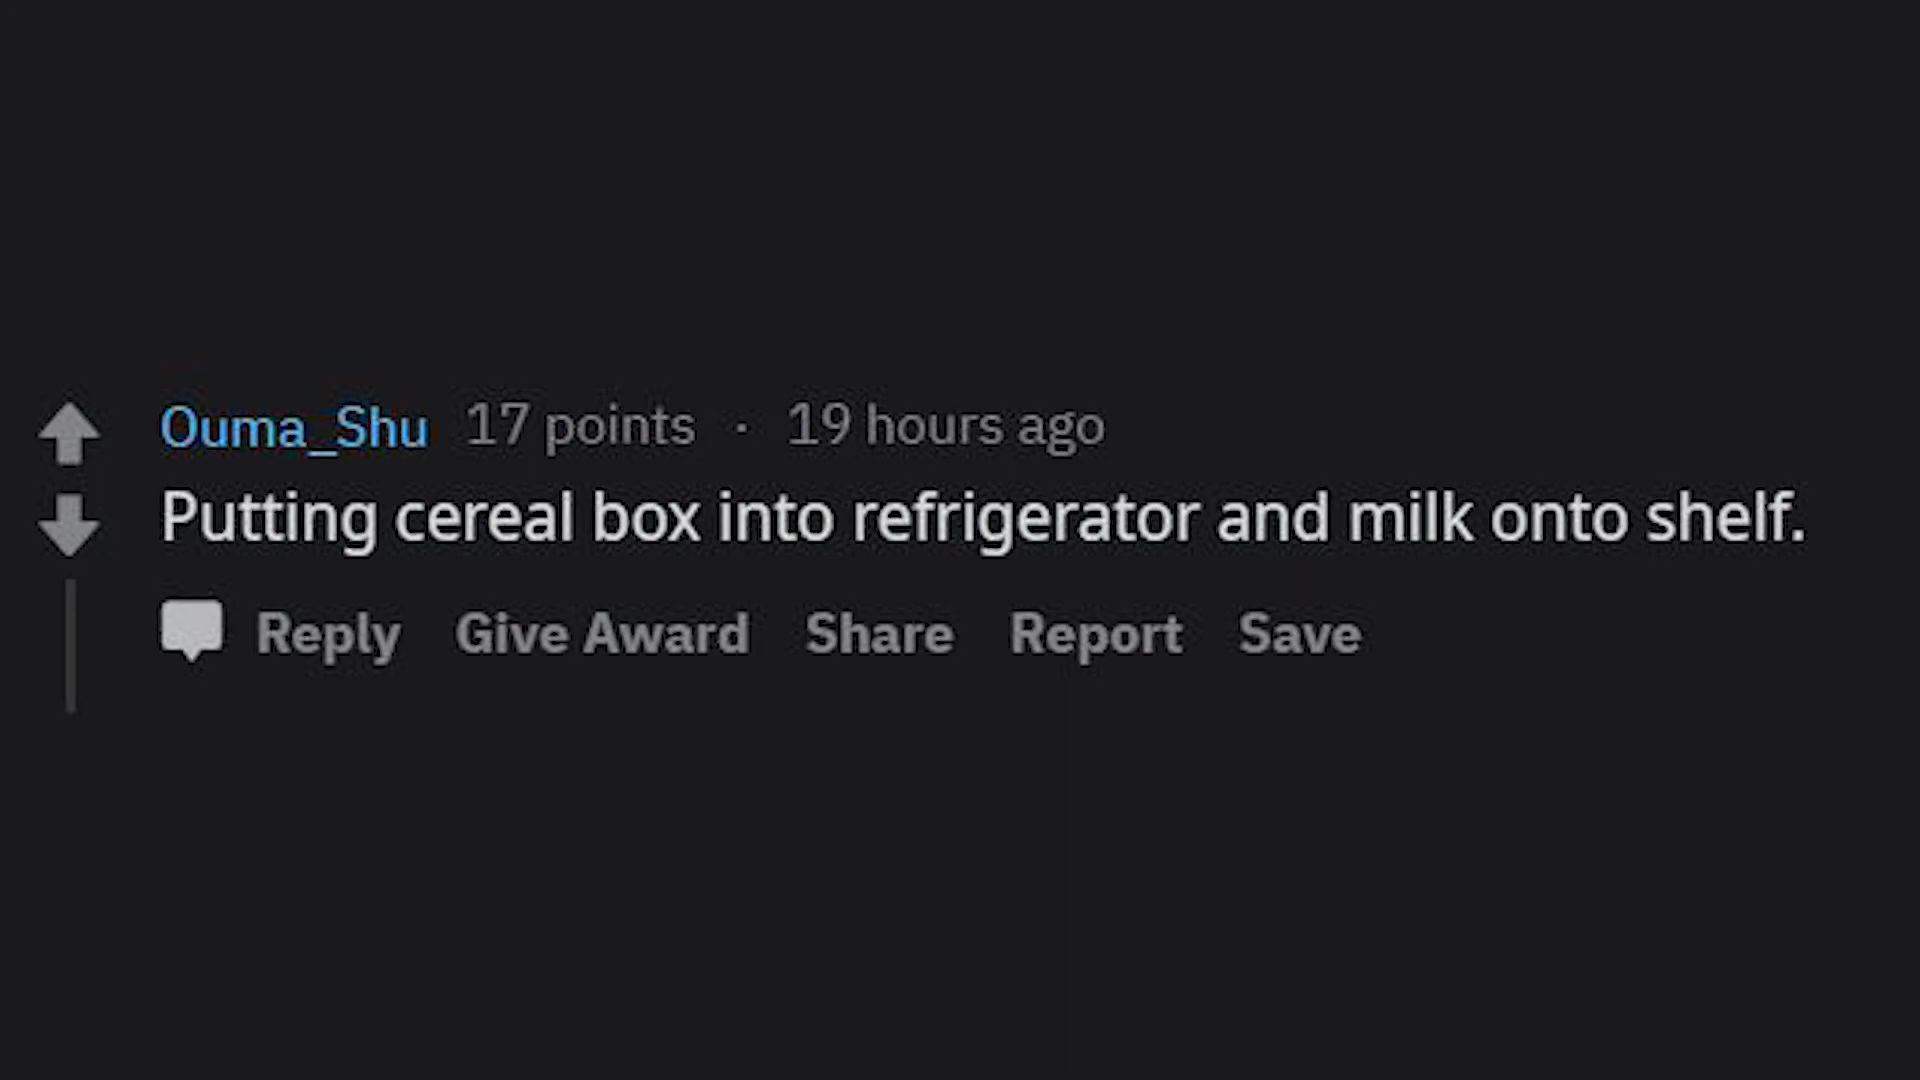 Ouma_Shu 17 points · 19 hours ago
Putting cereal box into refrigerator and milk onto shelf.
Reply Give Award Share Report Save